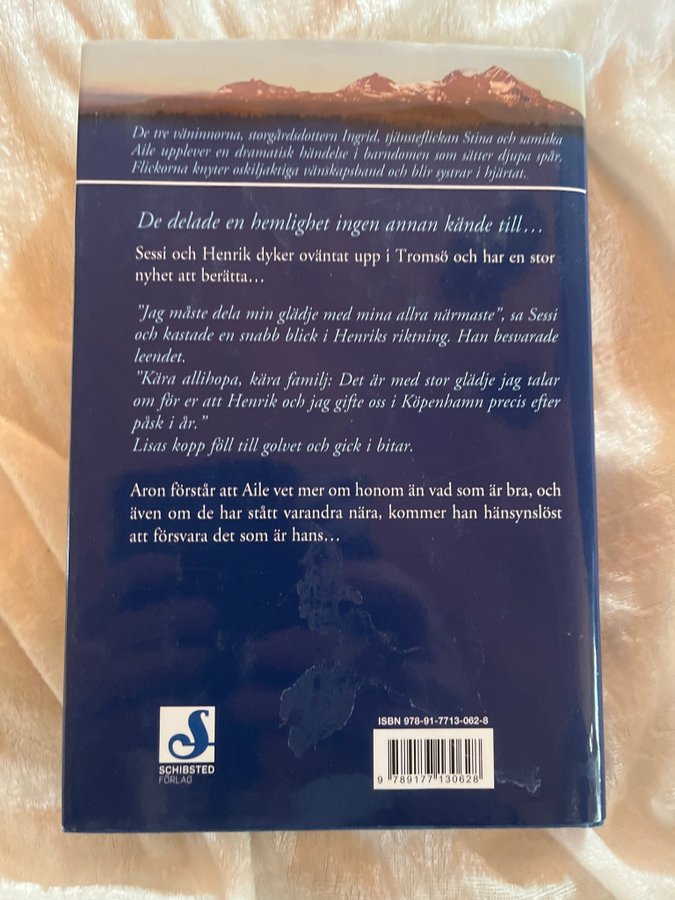 De tre väninnorna, storgårdsdottern Ingrid, tjänsteflickan Stina och samiska
Aile upplever en dramatisk händelse i barndomen som sätter djupa spår.
Flickorna knyter oskiljaktiga vänskapsband och blir systrar i hjärtat.
De delade en hemlighet ingen annan kände till...
Sessi och Henrik dyker oväntat upp i Tromsö och har en stor
nyhet att berätta...
"Jag måste dela min glädje med mina allra närmaste", sa Sessi
och kastade en snabb blick i Henriks riktning. Han besvarade
leendet.
"Kära allihopa, kära familj: Det är med stor glädje jag talar
om för er att Henrik och jag gifte oss i Köpenhamn precis efter
påsk i år."
Lisas kopp föll till golvet och gick i bitar.
Aron förstår att Aile vet mer om honom än vad som är bra, och
även om de har stått varandra nära, kommer han hänsynslöst
att försvara det som är hans...
ISBN 978-91-7713-062-8
S
SCHIBSTED
FÖRLAG
9 789177 130628